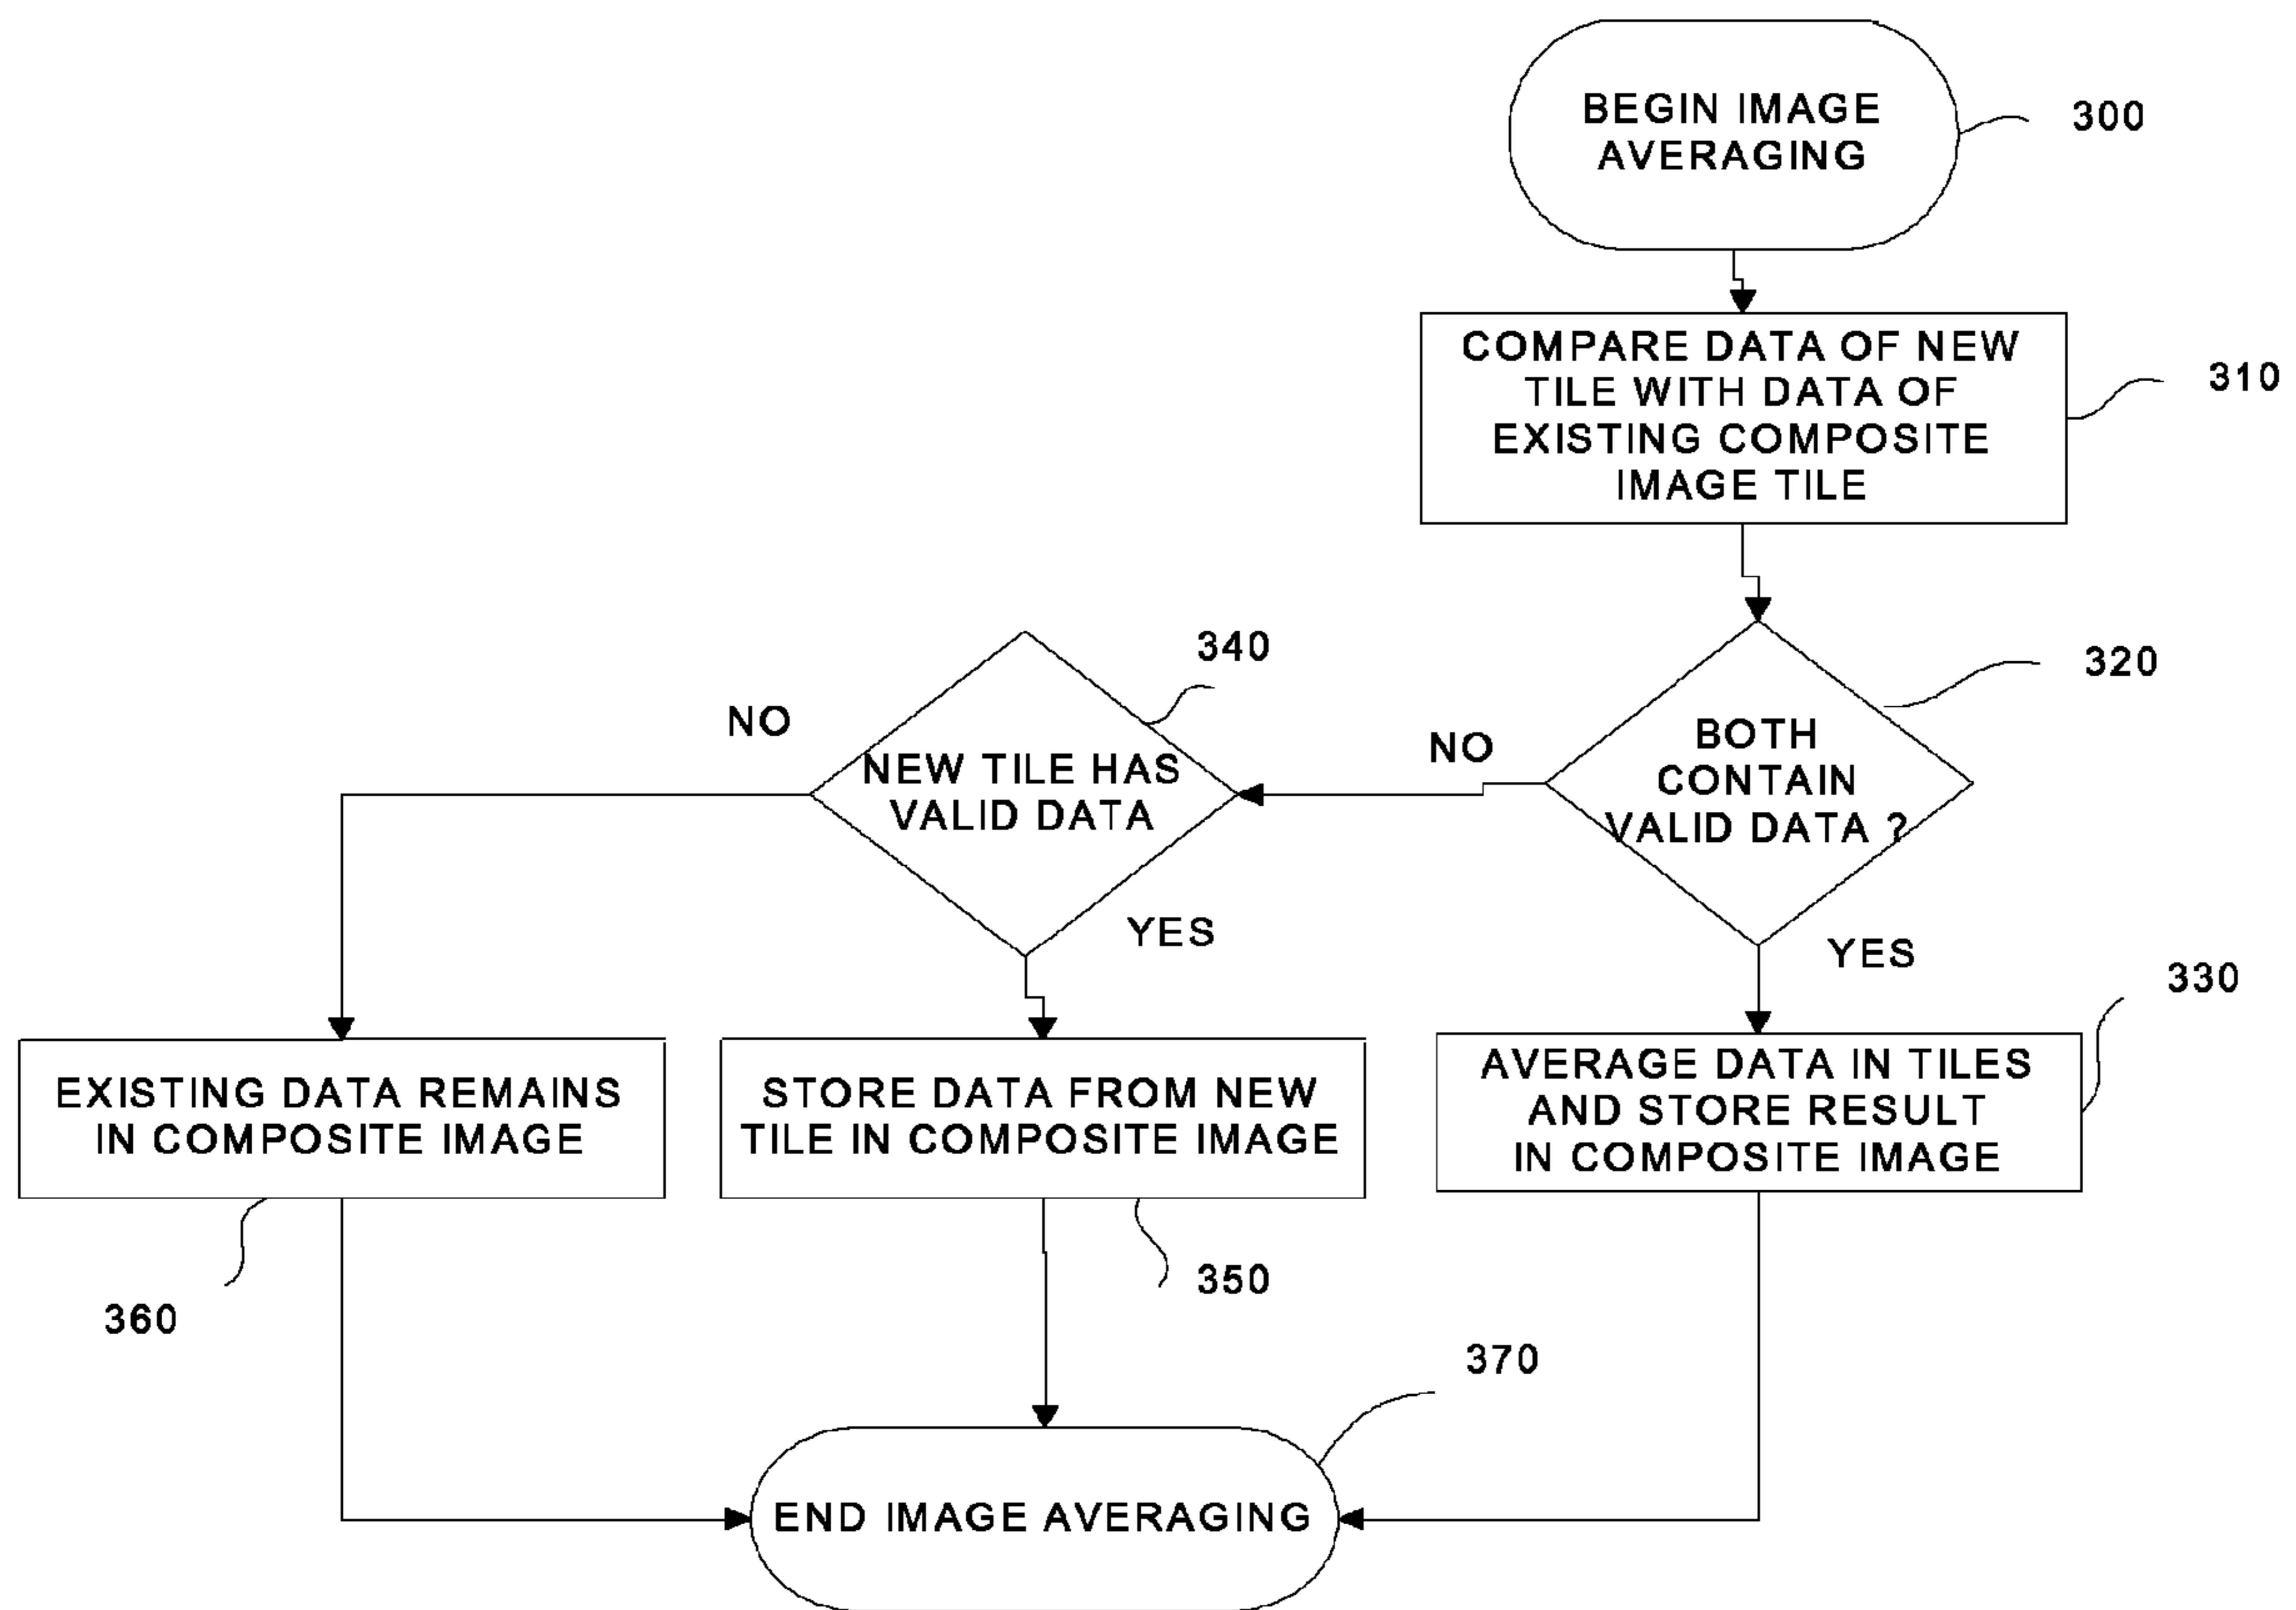 BEGIN IMAGE
AVERAGING
300
COMPARE DATA OF NEW
TILE WITH DATA OF
EXISTING COMPOSITE
IMAGE TILE
310
340
320
NO
NEW TILE HAS
VALID DATA
NO
BOTH
CONTAIN
VALID DATA ?
YES
YES
330
EXISTING DATA REMAINS
IN COMPOSITE IMAGE
STORE DATA FROM NEW
TILE IN COMPOSITE IMAGE
AVERAGE DATA IN TILES
AND STORE RESULT
IN COMPOSITE IMAGE
360
350
370
END IMAGE AVERAGING